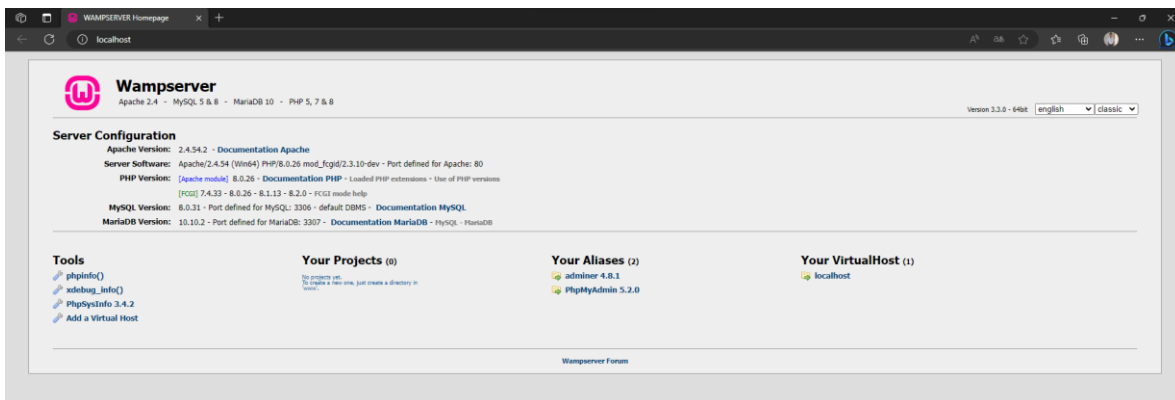 WAMPSERVER Homepage
localhost
Wampserver
Apache 2.4 - MySQL 5 & 8 - MariaDB 10 - PHP 5, 7 & 8
Version 3.3.0 - 64bit english classic
Server Configuration
Apache Version: 2.4.54.2 - Documentation Apache
Server Software: Apache/2.4.54 (Win64) PHP/8.0.26 mod_fcgid/2.3.10-dev - Port defined for Apache: 80
PHP Version: [Apache module] 8.0.26 - Documentation PHP - Loaded PHP extensions - Use of PHP versions
[FCGI] 7.4.33 - 8.0.26 - 8.1.13 - 8.2.0 - FCGI mode help
MySQL Version: 8.0.31 - Port defined for MySQL: 3306 - default DBMS - Documentation MySQL
MariaDB Version: 10.10.2 - Port defined for MariaDB: 3307 - Documentation MariaDB - MySQL - MariaDB
Tools
phpinfo()
xdebug_info()
PhpSysInfo 3.4.2
Add a Virtual Host
Your Projects (0)
No projects yet.
To create a new one, just create a directory in
'www'.
Your Aliases (2)
adminer 4.8.1
PhpMyAdmin 5.2.0
Your VirtualHost (1)
localhost
Wampserver Forum